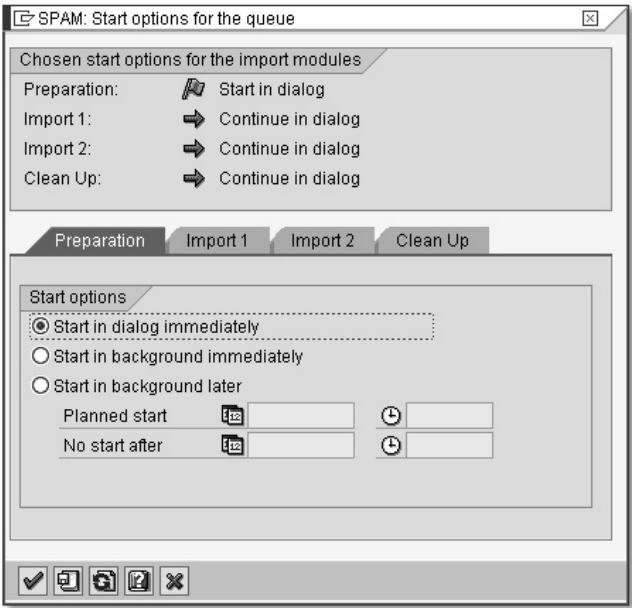 SPAM: Start options for the queue
Chosen start options for the import modules
Preparation: Start in dialog
Import 1: Continue in dialog
Import 2: Continue in dialog
Clean Up: Continue in dialog
Preparation Import 1 Import 2 Clean Up
Start options
Start in dialog immediately
Start in background immediately
Start in background later
Planned start 12
No start after 12